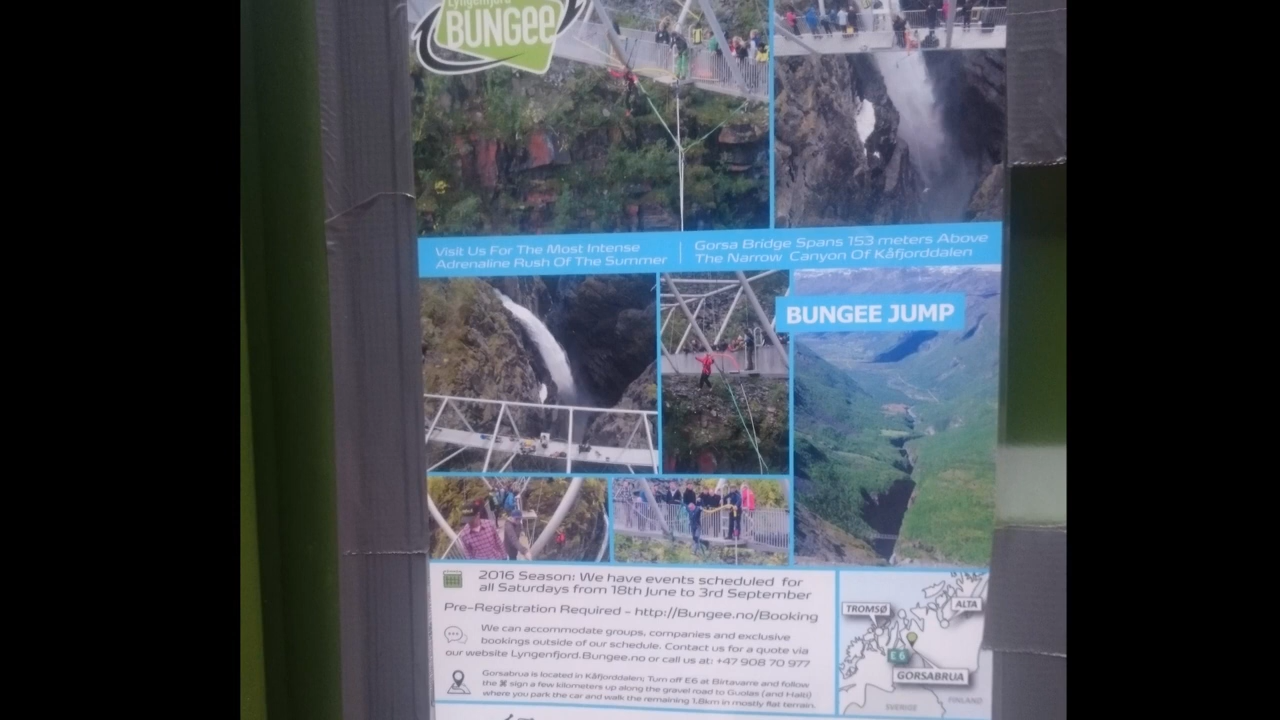 Lyngenfjord
BUNGEE
Visit Us For The Most Intense
Adrenaline Rush Of The Summer
Gorsa Bridge Spans 153 meters Above
The Narrow Canyon Of Kåfjorddalen
BUNGEE JUMP
2016 Season: We have events scheduled for
all Saturdays from 18th June to 3rd September
Pre-Registration Required - http://Bungee.no/Booking
We can accommodate groups, companies and exclusive
bookings outside of our schedule. Contact us for a quote via
our website Lyngenfjord.Bungee.no or call us at: +47 908 70 977
Gorsabrua is located in Kåfjorddalen; Turn off E6 at Birtavarre and follow
the ⌘ sign a few kilometers up along the gravel road to Guolas (and Halti)
where you park the car and walk the remaining 1.8km in mostly flat terrain.
TROMSØ
ALTA
E6
GORSABRUA
SVERIGE
FINLAND